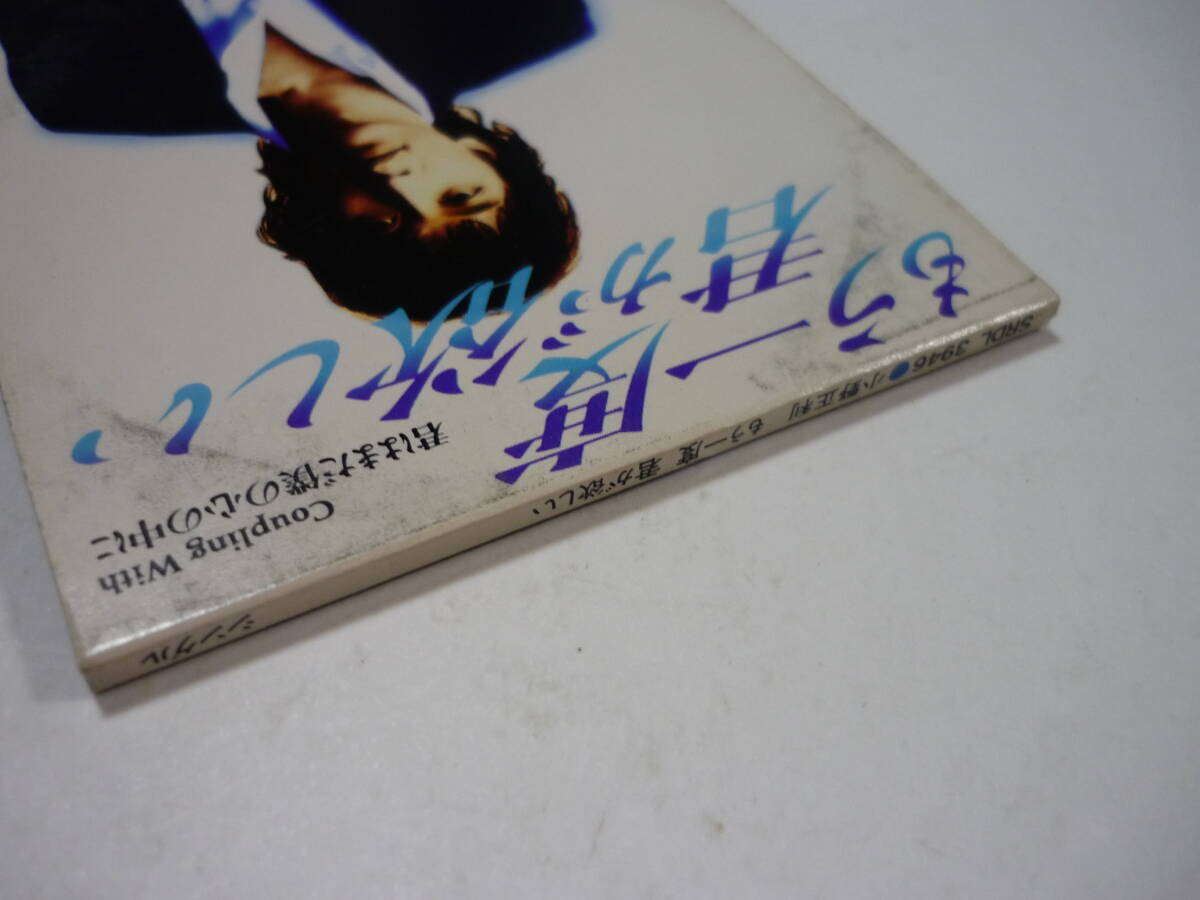 もう一度
君が欲しい
Coupling With
君はまだ僕の心の中に
SRDL 3946●小野正利 もう一度 君が欲しい シングル